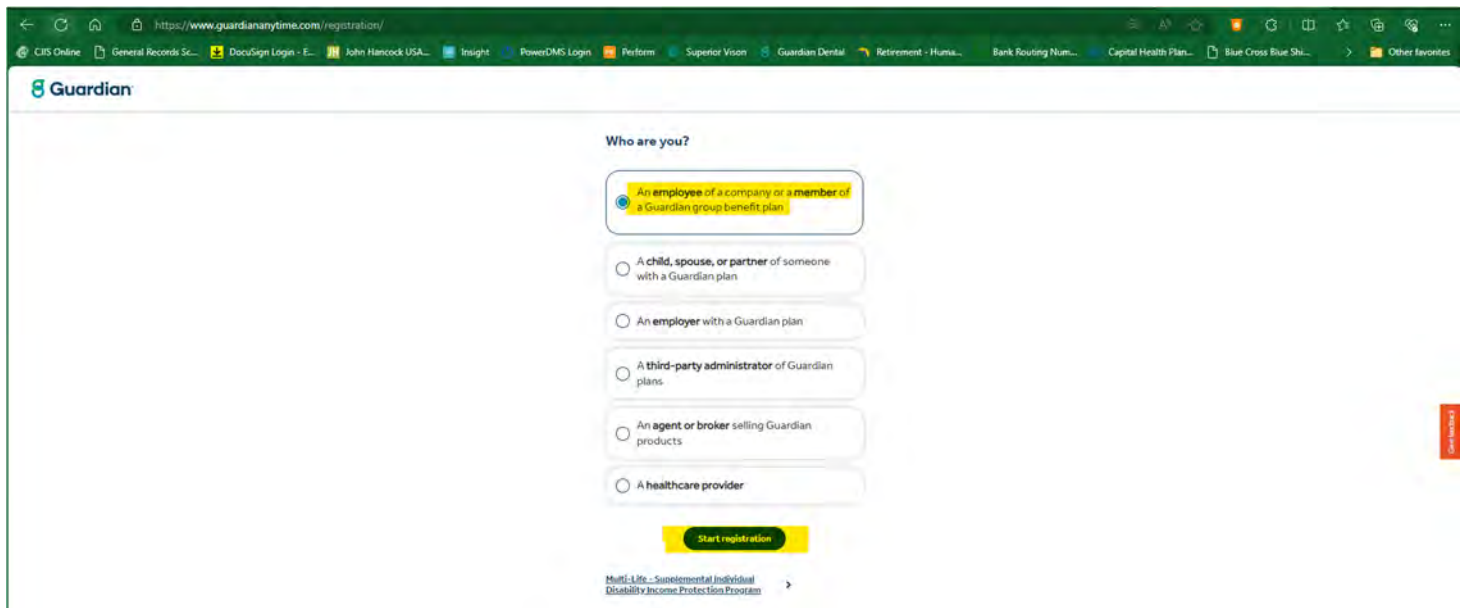 https://www.guardiananytime.com/registration/
CIIS Online General Records Sc... DocuSign Login - E... John Hancock USA... Insight PowerDMS Login Perform Superior Vison Guardian Dental Retirement - Huma... Bank Routing Num... Capital Health Plan... Blue Cross Blue Shi... Other favorites
Guardian
Who are you?
An employee of a company or a member of
a Guardian group benefit plan
A child, spouse, or partner of someone
with a Guardian plan
An employer with a Guardian plan
A third-party administrator of Guardian
plans
An agent or broker selling Guardian
products
A healthcare provider
Give feedback
Start registration
Multi-Life - Supplemental Individual
Disability Income Protection Program